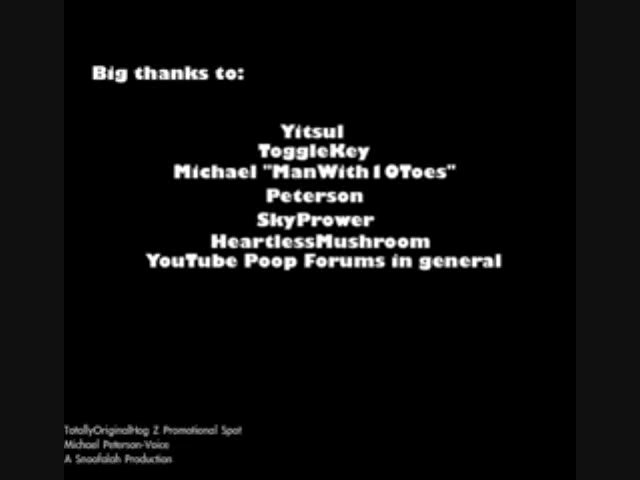 Big thanks to:
Yitsul
ToggleKey
Michael "ManWith10Toes"
Peterson
SkyPrower
HeartlessMushroom
YouTube Poop Forums in general
TotallyOriginalHog Z Promotional Spot
Michael Peterson-Voice
A Snoofalah Production